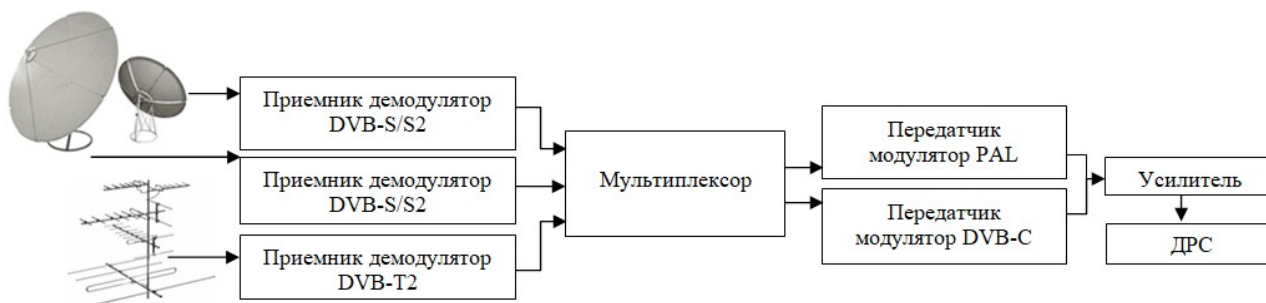 Приемник демодулятор
DVB-S/S2
Приемник демодулятор
DVB-S/S2
Приемник демодулятор
DVB-T2
Мультиплексор
Передатчик
модулятор PAL
Передатчик
модулятор DVB-C
Усилитель
ДРС